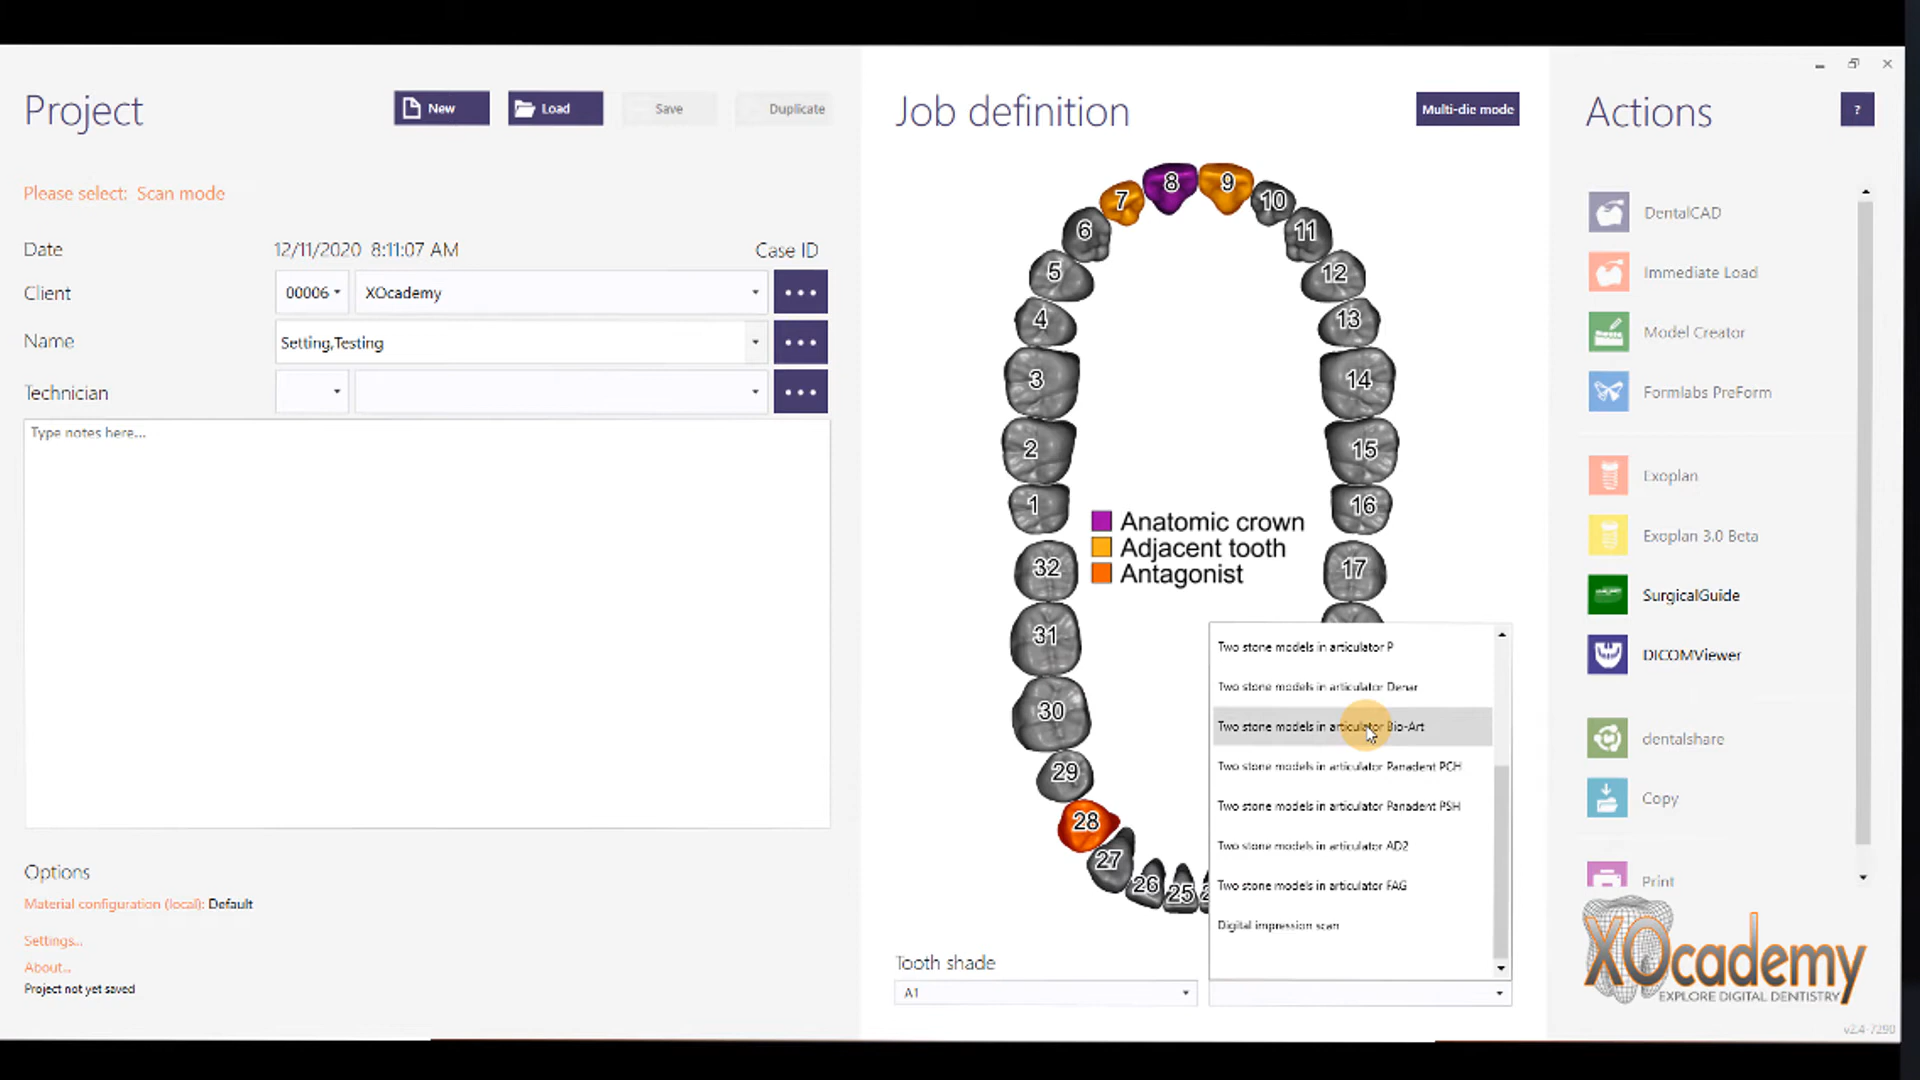 Project
New
Load
Save
Duplicate
Please select: Scan mode
Date
12/11/2020 8:11:07 AM
Case ID
Client
00006
XOcademy
Name
Setting,Testing
Technician
Type notes here...
Options
Material configuration (local): Default
Settings...
About...
Project not yet saved
Job definition
Multi-die mode
8
7
9
10
6
11
5
12
4
13
3
14
2
15
1
16
Anatomic crown
Adjacent tooth
Antagonist
32
17
31
30
29
28
27
26
25
Two stone models in articulator P
Two stone models in articulator Denar
Two stone models in articulator Bio-Art
Two stone models in articulator Panadent PCH
Two stone models in articulator Panadent PSH
Two stone models in articulator AD2
Two stone models in articulator FAG
Digital impression scan
Tooth shade
A1
Actions
?
DentalCAD
Immediate Load
Model Creator
Formlabs PreForm
Exoplan
Exoplan 3.0 Beta
SurgicalGuide
DICOMViewer
dentalshare
Copy
Print
XOcademy
EXPLORE DIGITAL DENTISTRY
v2.4-7290